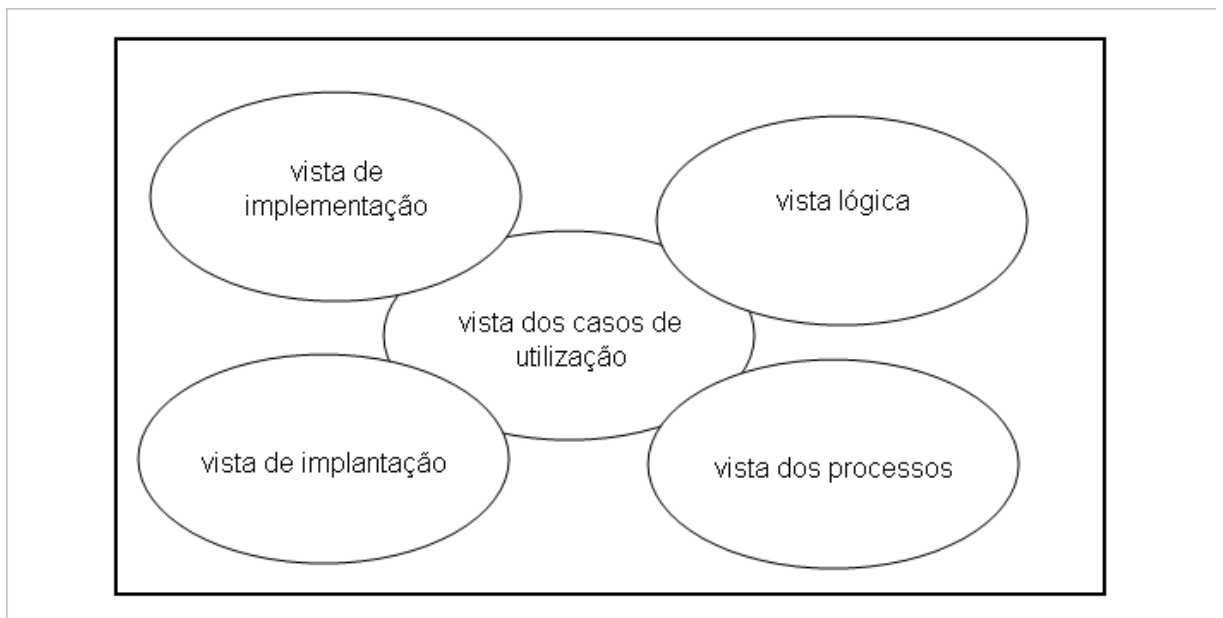 vista de
implementação
vista lógica
vista dos casos de
utilização
vista de implantação
vista dos processos